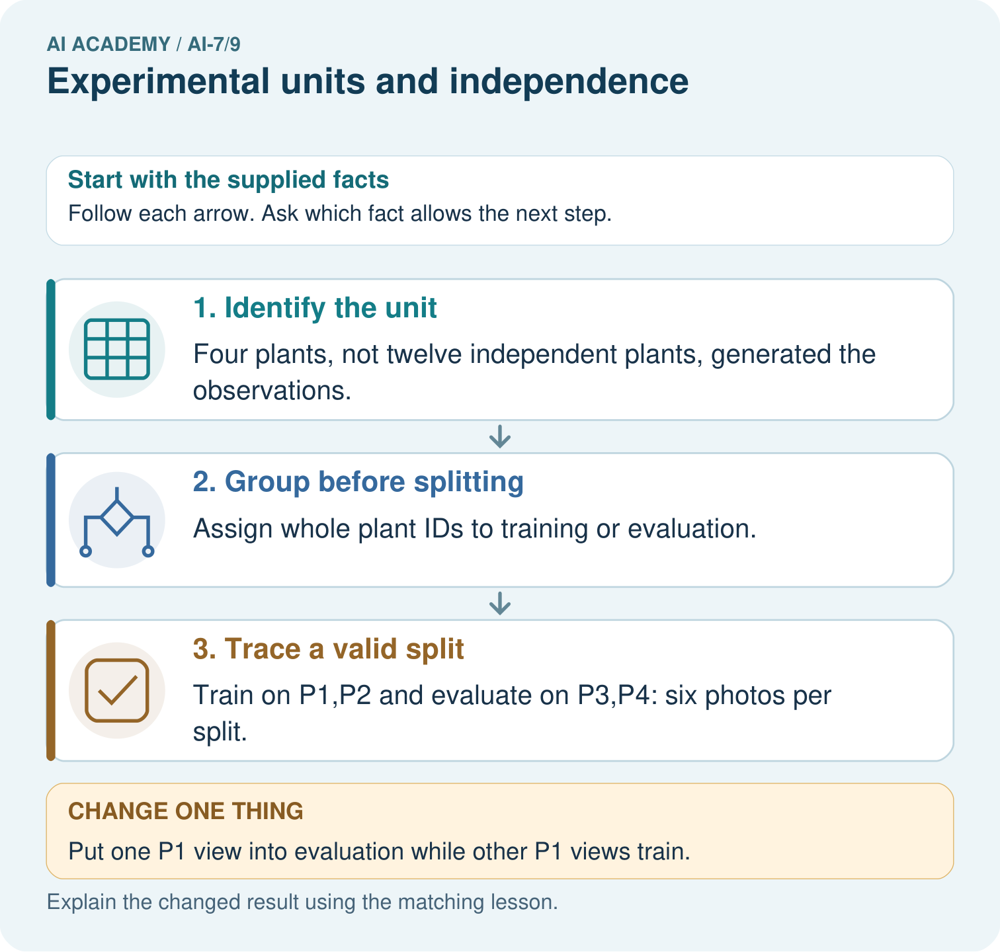 AI ACADEMY / AI-7/9
Experimental units and independence
Start with the supplied facts
Follow each arrow. Ask which fact allows the next step.
1. Identify the unit
Four plants, not twelve independent plants, generated the
observations.
2. Group before splitting
Assign whole plant IDs to training or evaluation.
3. Trace a valid split
Train on P1,P2 and evaluate on P3,P4: six photos per
split.
CHANGE ONE THING
Put one P1 view into evaluation while other P1 views train.
Explain the changed result using the matching lesson.